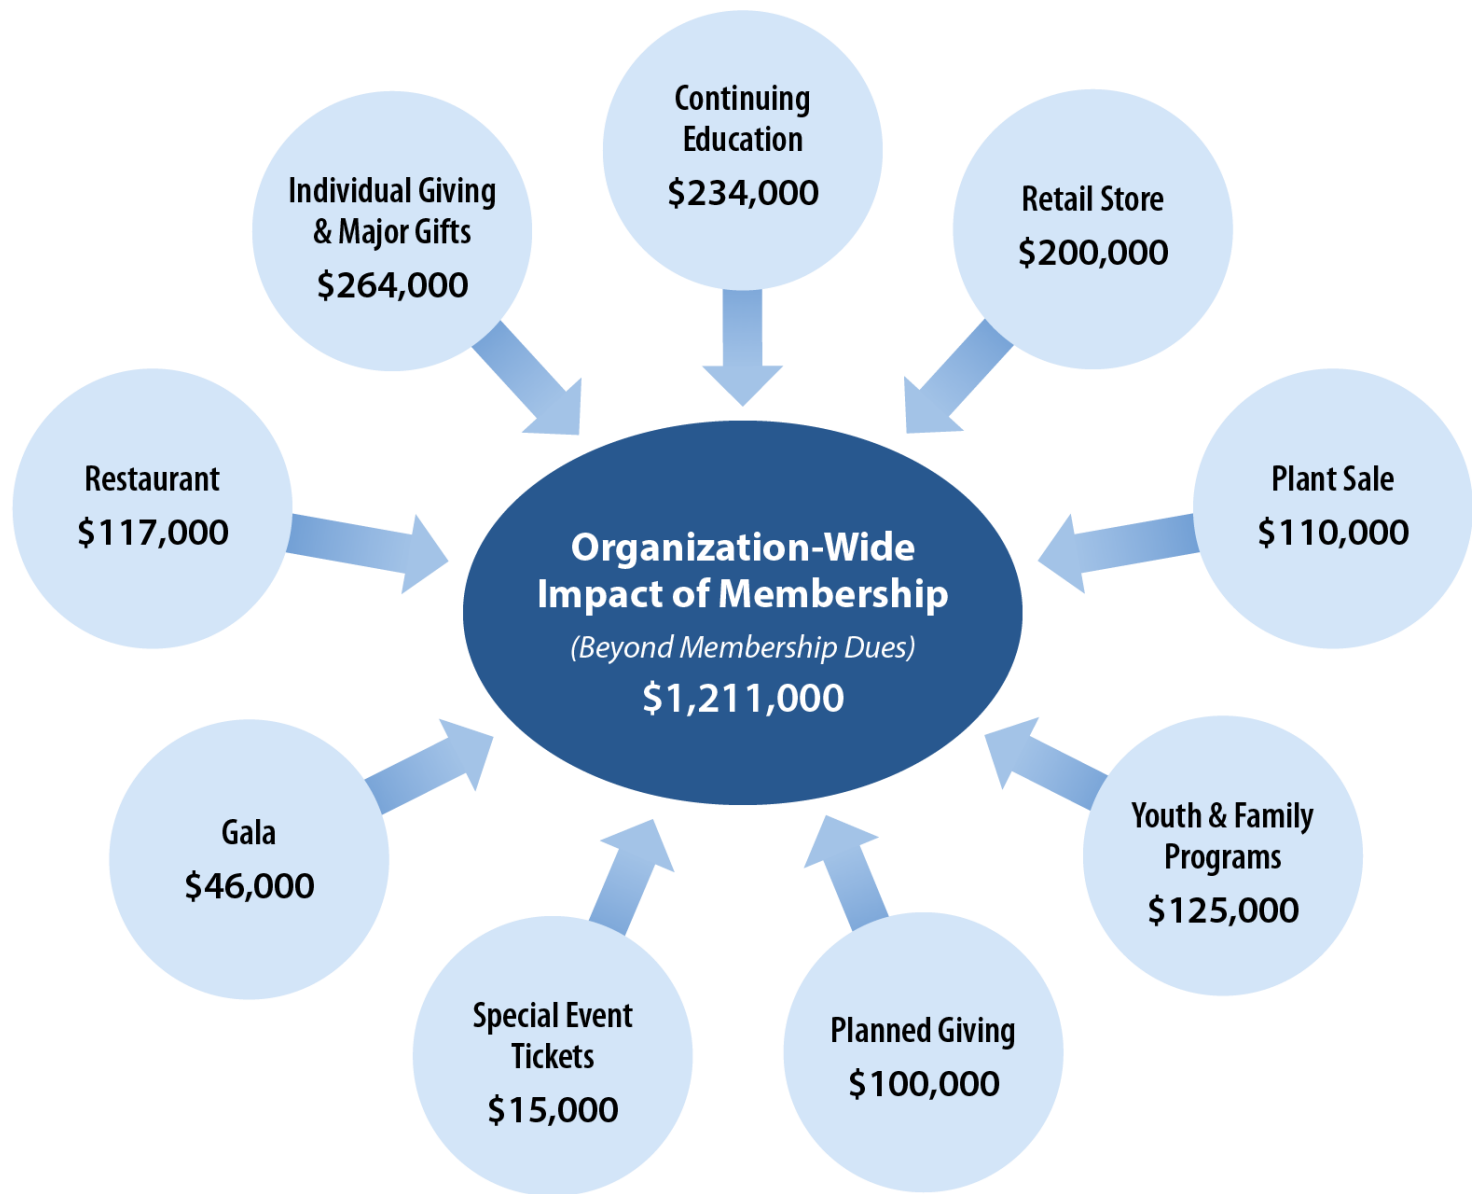 Continuing
Education
$234,000
Individual Giving
& Major Gifts
$264,000
Retail Store
$200,000
Restaurant
$117,000
Plant Sale
$110,000
Organization-Wide
Impact of Membership
(Beyond Membership Dues)
$1,211,000
Gala
$46,000
Youth & Family
Programs
$125,000
Special Event
Tickets
$15,000
Planned Giving
$100,000